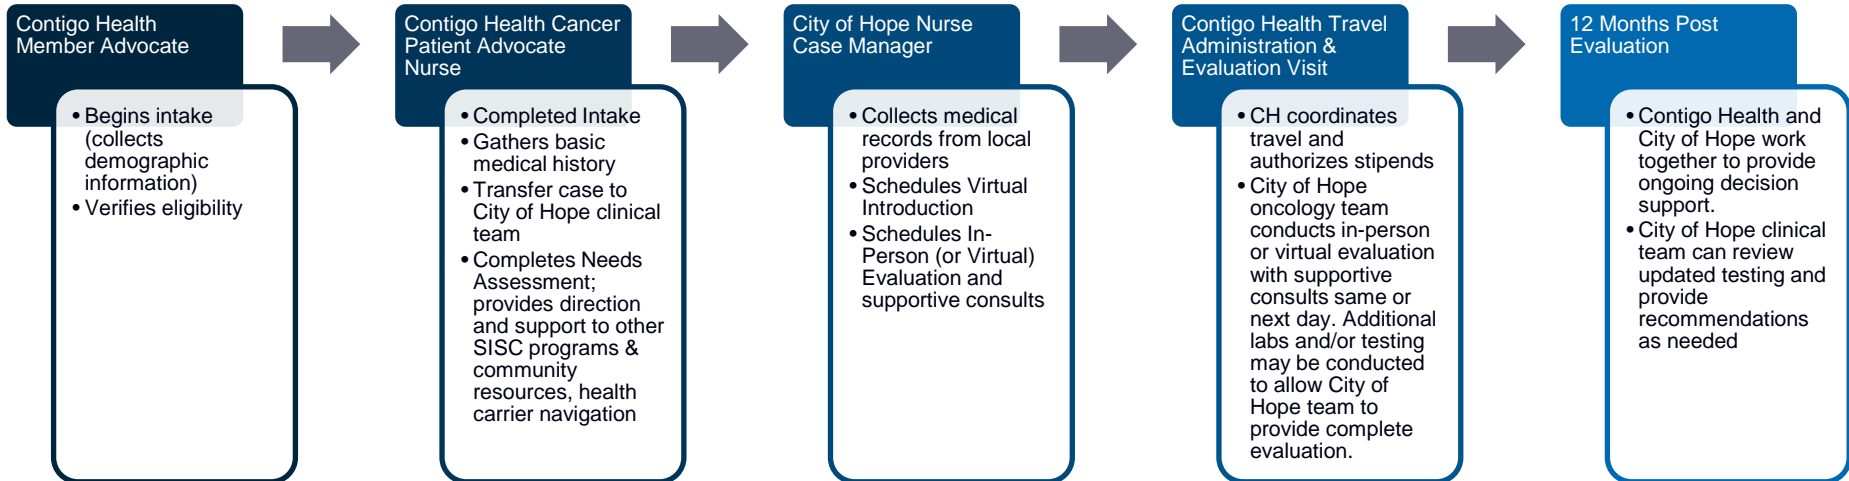 Contigo Health
Member Advocate
• Begins intake
(collects
demographic
information)
• Verifies eligibility
Contigo Health Cancer
Patient Advocate
Nurse
• Completed Intake
• Gathers basic
medical history
• Transfer case to
City of Hope clinical
team
• Completes Needs
Assessment;
provides direction
and support to other
SISC programs &
community
resources, health
carrier navigation
City of Hope Nurse
Case Manager
• Collects medical
records from local
providers
• Schedules Virtual
Introduction
• Schedules In-
Person (or Virtual)
Evaluation and
supportive consults
Contigo Health Travel
Administration &
Evaluation Visit
• CH coordinates
travel and
authorizes stipends
• City of Hope
oncology team
conducts in-person
or virtual evaluation
with supportive
consults same or
next day. Additional
labs and/or testing
may be conducted
to allow City of
Hope team to
provide complete
evaluation.
12 Months Post
Evaluation
• Contigo Health and
City of Hope work
together to provide
ongoing decision
support.
• City of Hope clinical
team can review
updated testing and
provide
recommendations
as needed